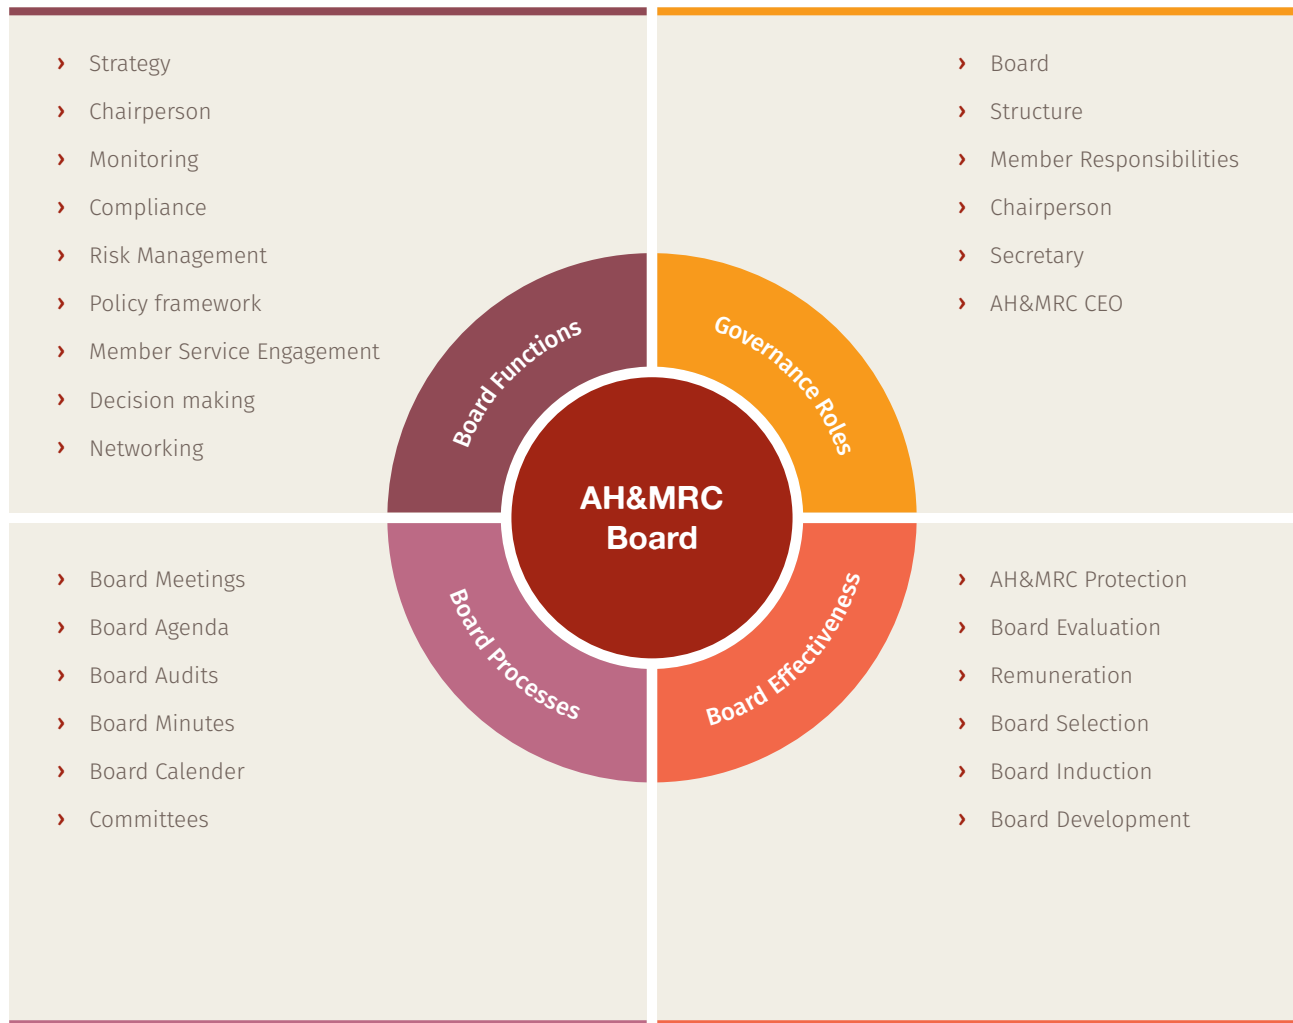 Strategy
Chairperson
Monitoring
Compliance
Risk Management
Policy framework
Member Service Engagement
Decision making
Networking
Board
Structure
Member Responsibilities
Chairperson
Secretary
AH&MRC CEO
Board Functions
Governance Roles
AH&MRC
Board
Board Processes
Board Effectiveness
Board Meetings
Board Agenda
Board Audits
Board Minutes
Board Calender
Committees
AH&MRC Protection
Board Evaluation
Remuneration
Board Selection
Board Induction
Board Development